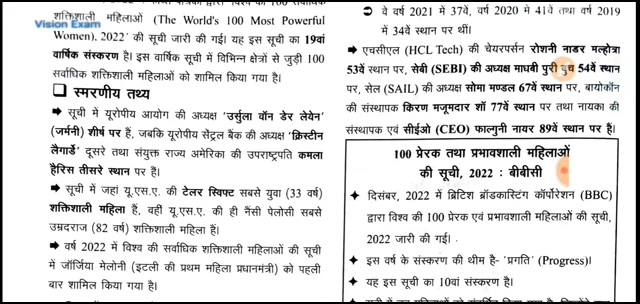 शक्तिशाली महिलाओं (The World's 100 Most Powerful
Vision Exam
Women), 2022' की सूची जारी की गई। यह इस सूची का 19वां
वार्षिक संस्करण है। इस वार्षिक सूची में विभिन्न क्षेत्रों से जुड़ी 100
सर्वाधिक शक्तिशाली महिलाओं को शामिल किया गया है।
❑ स्मरणीय तथ्य
➡ सूची में यूरोपीय आयोग की अध्यक्ष 'उर्सुला वॉन डेर लेयेन'
(जर्मनी) शीर्ष पर हैं, जबकि यूरोपीय सेंट्रल बैंक की अध्यक्ष 'क्रिस्टीन
लैगार्डे' दूसरे तथा संयुक्त राज्य अमेरिका की उपराष्ट्रपति कमला
हैरिस तीसरे स्थान पर हैं।
➡ सूची में जहां यू.एस.ए. की टेलर स्विफ्ट सबसे युवा (33 वर्ष)
शक्तिशाली महिला हैं, वहीं यू.एस.ए. की ही नैंसी पेलोसी सबसे
उम्रदराज (82 वर्ष) शक्तिशाली महिला हैं।
➡ वर्ष 2022 में विश्व की सर्वाधिक शक्तिशाली महिलाओं की सूची
में जॉर्जिया मेलोनी (इटली की प्रथम महिला प्रधानमंत्री) को पहली
बार शामिल किया गया है।
➲ वे वर्ष 2021 में 37वें, वर्ष 2020 में 41वें तथा वर्ष 2019
में 34वें स्थान पर थीं।
➡ एचसीएल (HCL Tech) की चेयरपर्सन रोशनी नाडर मल्होत्रा
53वें स्थान पर, सेबी (SEBI) की अध्यक्ष माधबी पुरी बुच 54वें स्थान
पर, सेल (SAIL) की अध्यक्ष सोमा मण्डल 67वें स्थान पर, बायोकॉन
की संस्थापक किरण मजूमदार शॉ 77वें स्थान पर तथा नायका की
संस्थापक एवं सीईओ (CEO) फाल्गुनी नायर 89वें स्थान पर हैं।
100 प्रेरक तथा प्रभावशाली महिलाओं
की सूची, 2022 : बीबीसी
✦ दिसंबर, 2022 में ब्रिटिश ब्रॉडकास्टिंग कॉर्पोरेशन (BBC)
द्वारा विश्व की 100 प्रेरक एवं प्रभावशाली महिलाओं की सूची,
2022 जारी की गई।
✦ इस वर्ष के संस्करण की थीम है- 'प्रगति' (Progress)।
✦ यह इस सूची का 10वां संस्करण है।